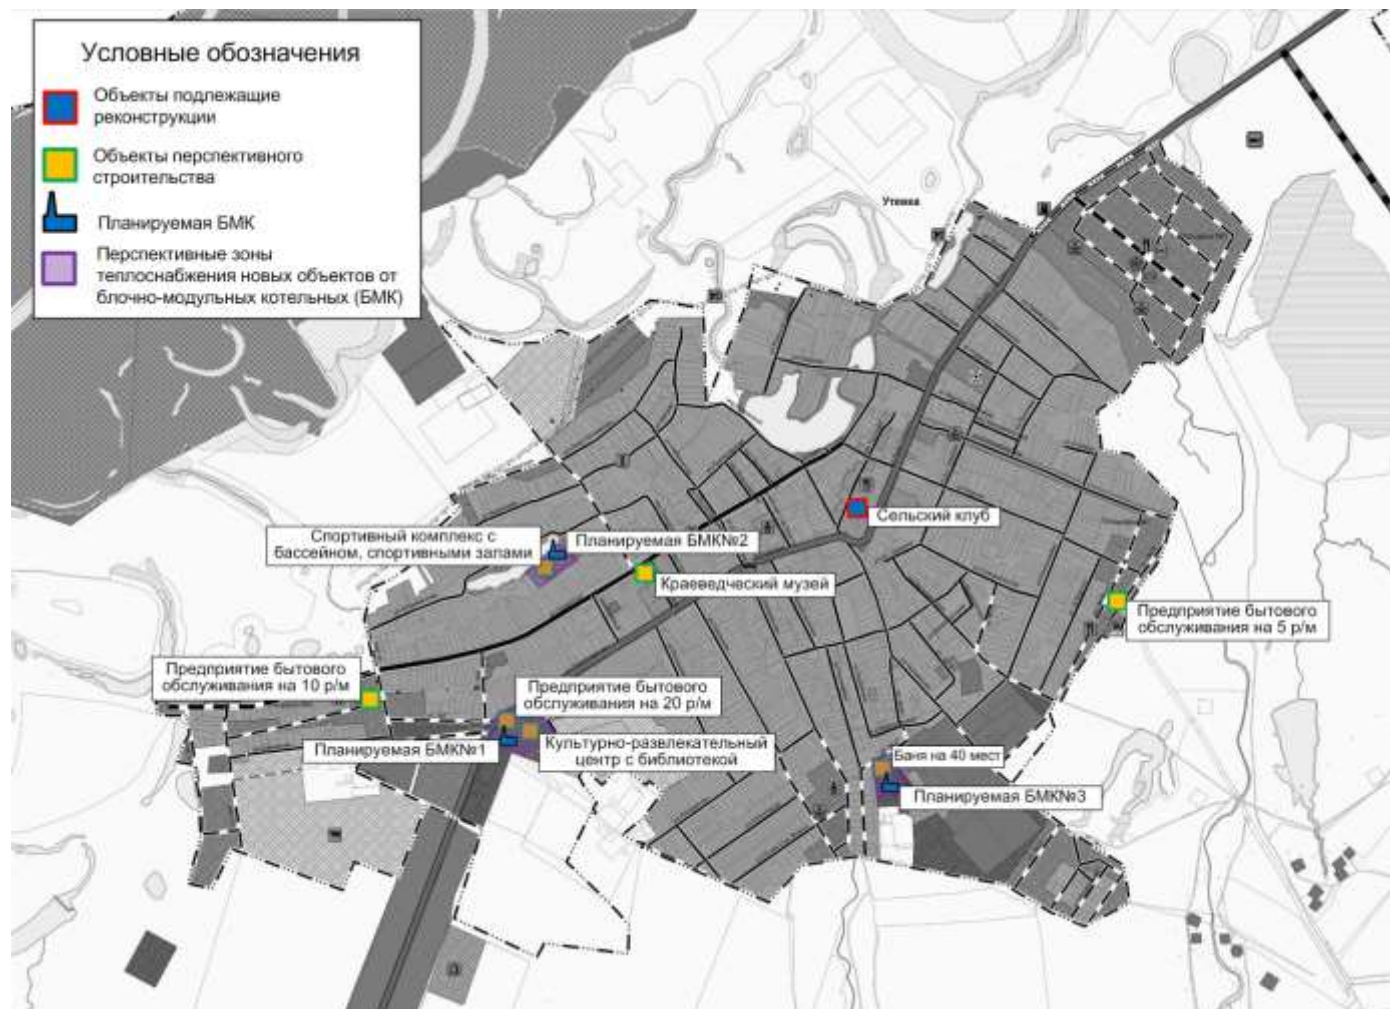 Условные обозначения
Объекты подлежащие
реконструкции
Объекты перспективного
строительства
Планируемая БМК
Перспективные зоны
теплоснабжения новых объектов от
блочно-модульных котельных (БМК)
Утевка
Сельский клуб
Спортивный комплекс с
бассейном, спортивными залами
Планируемая БМК№2
Краеведческий музей
Предприятие бытового
обслуживания на 5 р/м
Предприятие бытового
обслуживания на 10 р/м
Предприятие бытового
обслуживания на 20 р/м
Планируемая БМК№1
Культурно-развлекательный
центр с библиотекой
Баня на 40 мест
Планируемая БМК№3